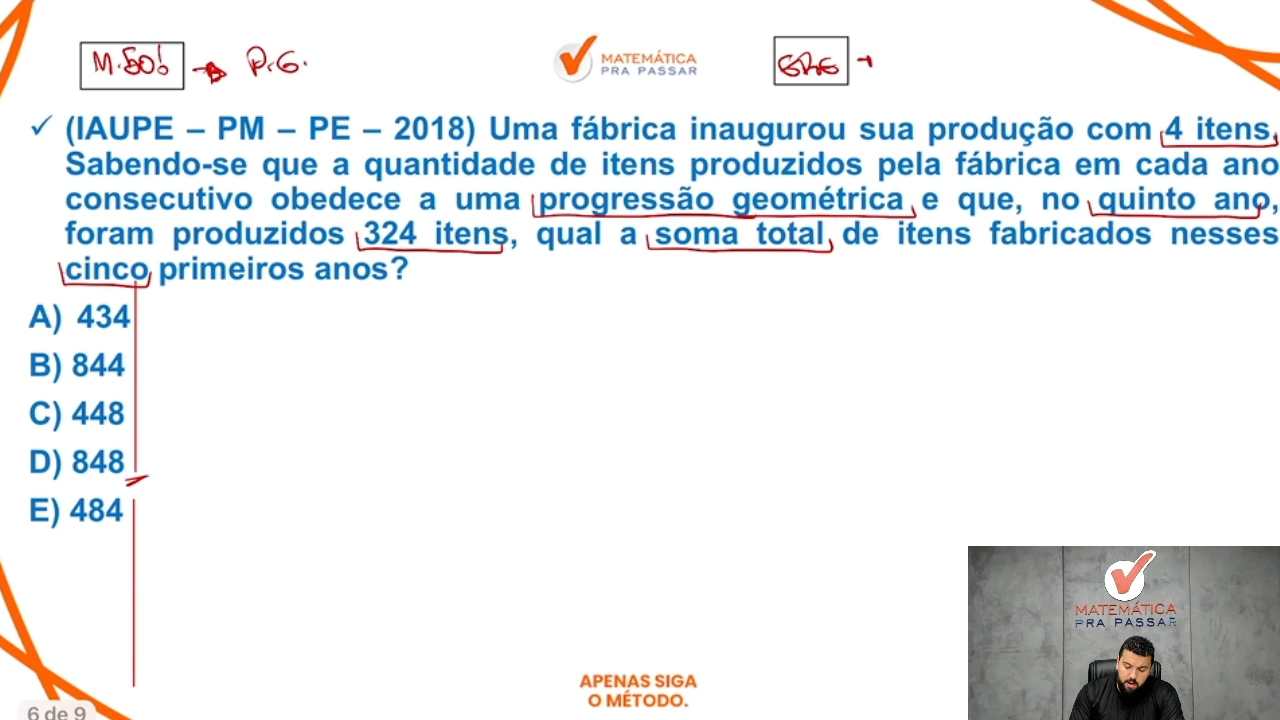 M.50! → P.G.
MATEMÁTICA
PRA PASSAR
✓ (IAUPE – PM – PE – 2018) Uma fábrica inaugurou sua produção com 4 itens.
Sabendo-se que a quantidade de itens produzidos pela fábrica em cada ano
consecutivo obedece a uma progressão geométrica e que, no quinto ano,
foram produzidos 324 itens, qual a soma total de itens fabricados nesses
cinco primeiros anos?
A) 434
B) 844
C) 448
D) 848
E) 484
MATEMÁTICA
PRA PASSAR
APENAS SIGA
O MÉTODO.
6 de 9